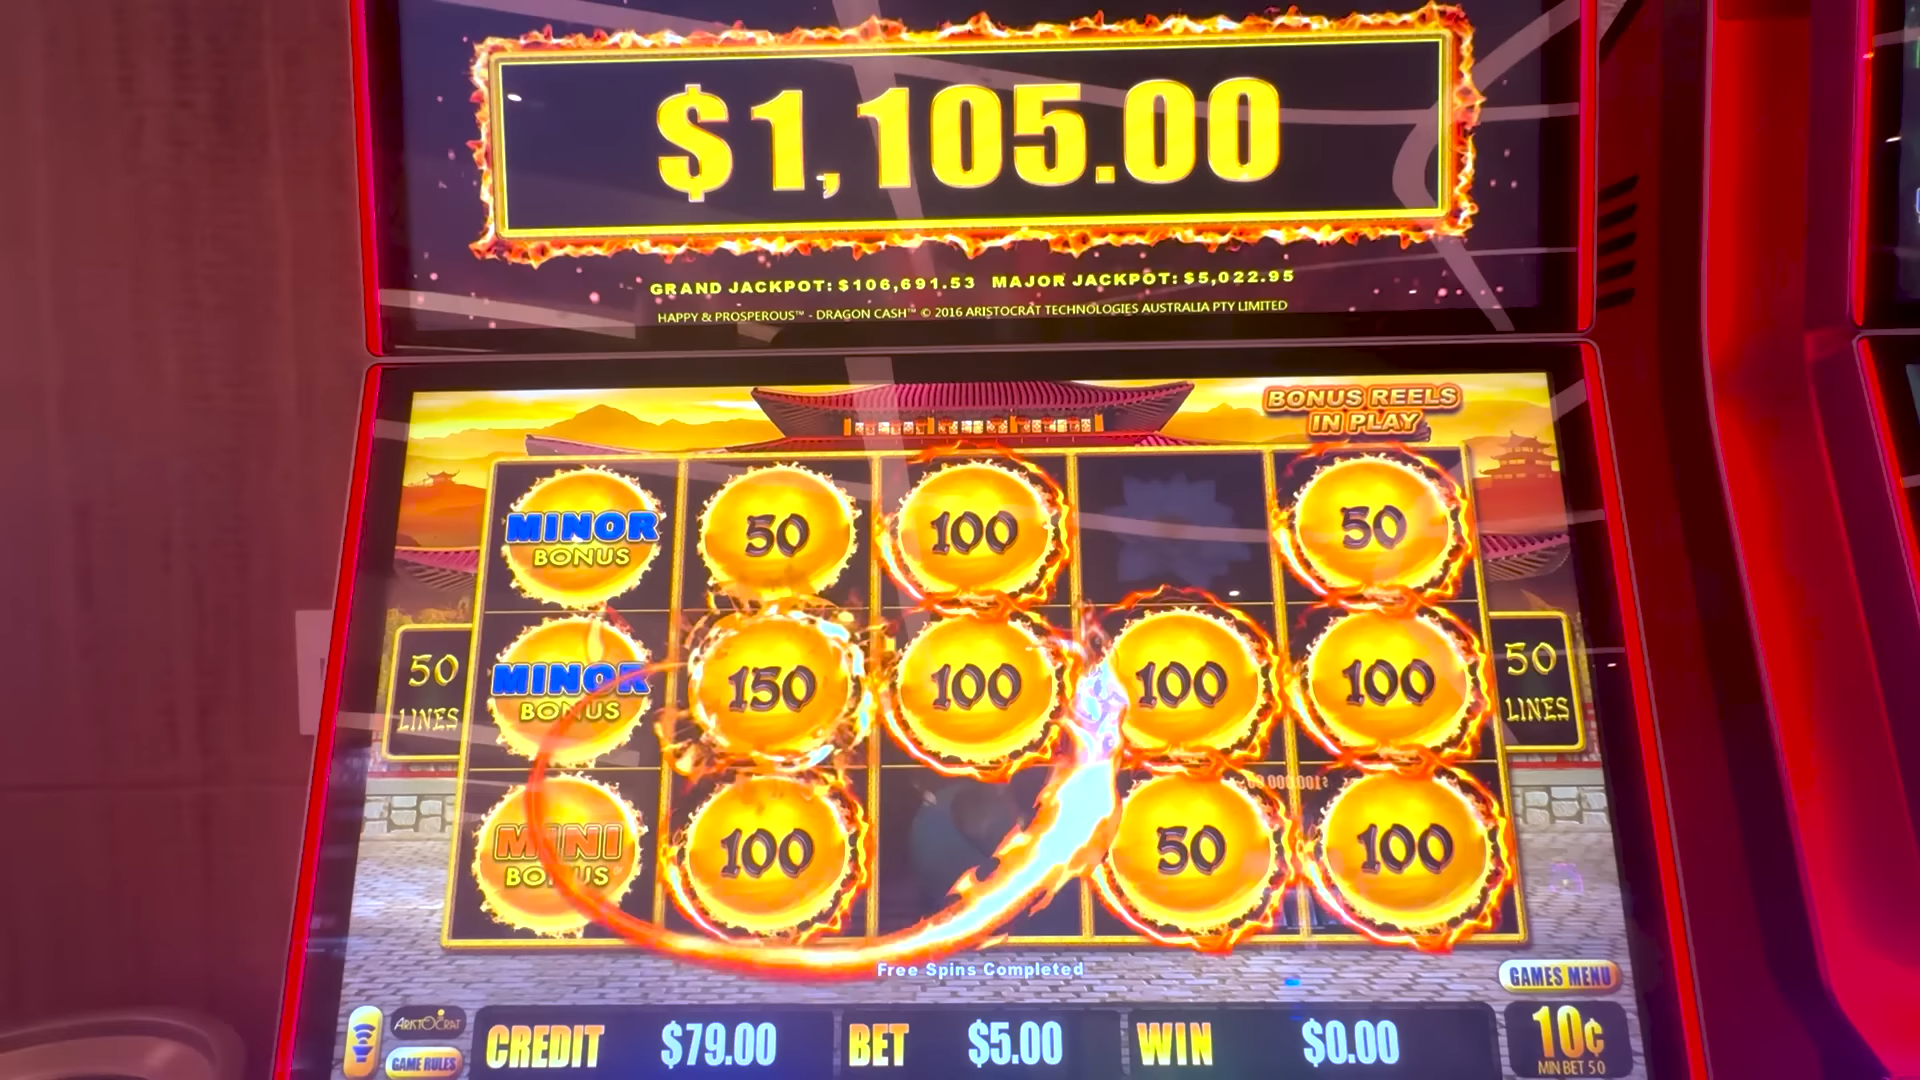 $1,105.00
GRAND JACKPOT: $106,691.53 MAJOR JACKPOT: $5,022.95
HAPPY & PROSPEROUS™ - DRAGON CASH™ © 2016 ARISTOCRAT TECHNOLOGIES AUSTRALIA PTY LIMITED
BONUS REELS
IN PLAY
MINOR
BONUS
50
100
50
50
LINES
MINOR
BONUS
150
100
100
100
50
LINES
MINI
BONUS
100
50
100
Free Spins Completed
GAMES MENU
ARISTOCRAT
GAME RULES
CREDIT $79.00
BET $5.00
WIN $0.00
10¢
MIN BET 50